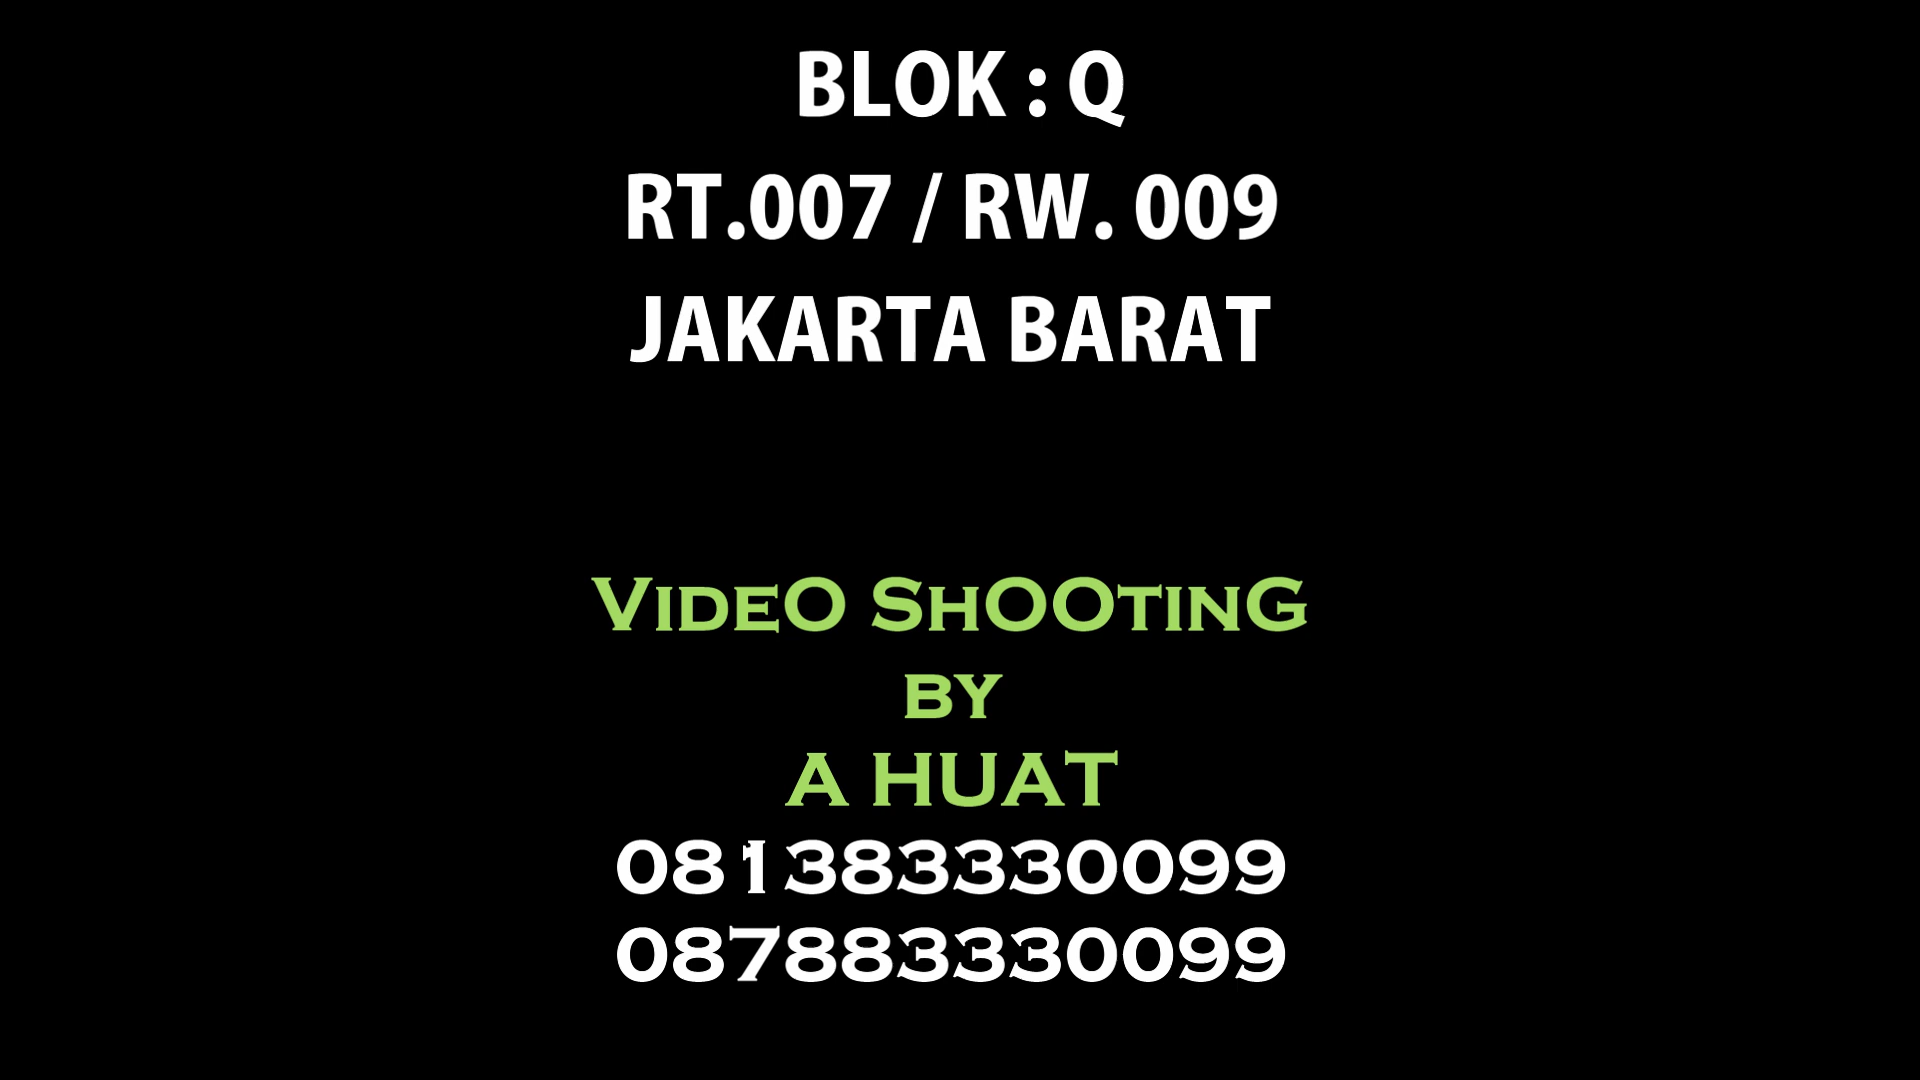 BLOK : Q
RT.007 / RW. 009
JAKARTA BARAT
VideO ShOOtinG
by
A HUAT
081383330099
087883330099